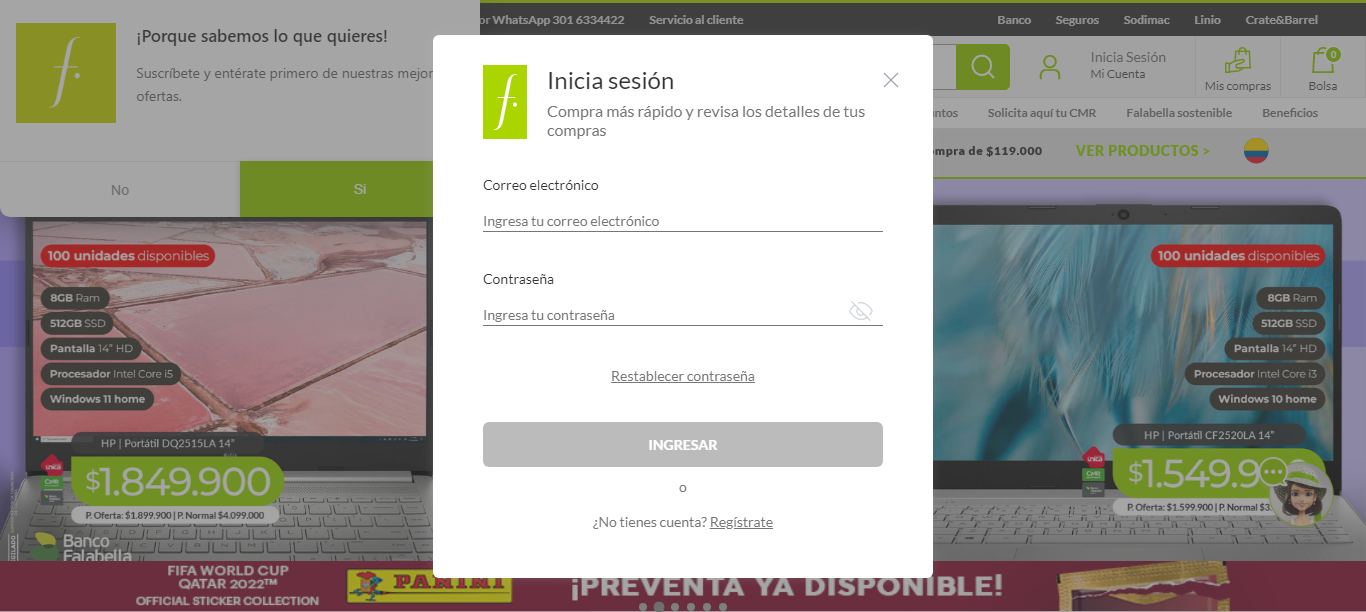 or WhatsApp 301 6334422
Servicio al cliente
Banco
Seguros
Sodimac
Linio
Crate&Barrel
¡Porque sabemos lo que quieres!
Suscríbete y entérate primero de nuestras mejor
ofertas.
No
Si
Inicia Sesión
Mi Cuenta
Mis compras
0
Bolsa
ntos
Solicita aquí tu CMR
Falabella sostenible
Beneficios
mpra de $119.000
VER PRODUCTOS >
f.
Inicia sesión
Compra más rápido y revisa los detalles de tus
compras
Correo electrónico
Ingresa tu correo electrónico
Contraseña
Ingresa tu contraseña
Restablecer contraseña
INGRESAR
o
¿No tienes cuenta? Regístrate
100 unidades disponibles
8GB Ram
512GB SSD
Pantalla 14" HD
Procesador Intel Core i5
Windows 11 home
HP | Portátil DQ2515LA 14"
única
CMR
$1.849.900
P. Oferta: $1.899.900 | P. Normal $4.099.000
VIGILADO
Banco
Falabella
100 unidades disponibles
8GB Ram
512GB SSD
Pantalla 14" HD
Procesador Intel Core i3
Windows 10 home
HP | Portátil CF2520LA 14"
única
CMR
$1.549.9
P. Oferta: $1.599.900 | P. Normal $3.
FIFA WORLD CUP
QATAR 2022™
OFFICIAL STICKER COLLECTION
PANINI
¡PREVENTA YA DISPONIBLE!